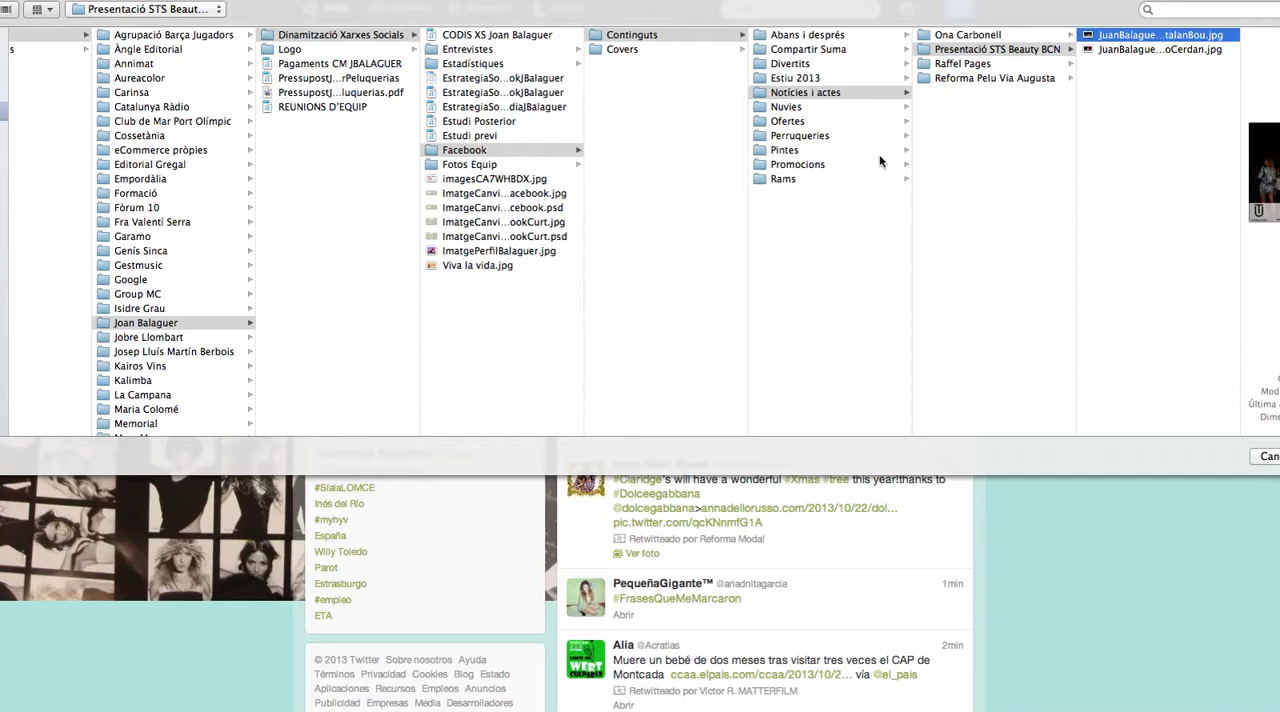 Presentació STS Beaut...
s
Agrupació Barça Jugadors
Àngle Editorial
Annimat
Aureacolor
Carinsa
Catalunya Ràdio
Club de Mar Port Olímpic
Cossetània
eCommerce pròpies
Editorial Gregal
Empordàlia
Formació
Fòrum 10
Fra Valentí Serra
Garamo
Genís Sinca
Gestmusic
Google
Group MC
Isidre Grau
Joan Balaguer
Jobre Llombart
Josep Lluís Martín Berbois
Kairos Vins
Kalimba
La Campana
Maria Colomé
Memorial
Dinamització Xarxes Socials
Logo
Pagaments CM JBALAGUER
PressupostJ...rPeluquerias
PressupostJ...luquerias.pdf
REUNIONS D'EQUIP
CODIS XS Joan Balaguer
Entrevistes
Estadístiques
EstrategiaSo...okJBalaguer
EstrategiaSo...okJBalaguer
EstrategiaSo...diaJBalaguer
Estudi Posterior
Estudi previ
Facebook
Fotos Equip
imagesCA7WHBDX.jpg
ImatgeCanvi...acebook.jpg
ImatgeCanvi...cebook.psd
ImatgeCanvi...ookCurt.jpg
ImatgeCanvi...ookCurt.psd
ImatgePerfilBalaguer.jpg
Viva la vida.jpg
Continguts
Covers
Abans i després
Compartir Suma
Divertits
Estiu 2013
Notícies i actes
Nuvies
Ofertes
Perruqueries
Pintes
Promocions
Rams
Ona Carbonell
Presentació STS Beauty BCN
Raffel Pages
Reforma Pelu Via Augusta
JuanBalague...talanBou.jpg
JuanBalague...oCerdan.jpg
Mod
Última
Dime
Can
#SialaLOMCE
Inés del Río
#myhyv
España
Willy Toledo
Parot
Estrasburgo
#empleo
ETA
© 2013 Twitter Sobre nosotros Ayuda
Términos Privacidad Cookies Blog Estado
Aplicaciones Recursos Empleos Anuncios
Publicidad Empresas Media Desarrolladores
#Claridge's will have a wonderful #Xmas #tree this year!thanks to
#Dolceegabbana
@dolcegabbana>annadellorusso.com/2013/10/22/dol...
pic.twitter.com/qcKNnmfG1A
Retwitteado por Reforma Moda!
Ver foto
PequeñaGigante™ @ariadnitagarcia 1min
#FrasesQueMeMarcaron
Abrir
Alia @Acratias 2min
Muere un bebé de dos meses tras visitar tres veces el CAP de
Montcada ccaa.elpais.com/ccaa/2013/10/2... vía @el_pais
Retwitteado por Victor R. MATTERFILM
Abrir
WERT
CULPABLE